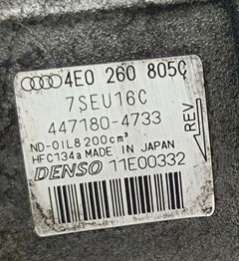 4E0 260 805C
7SEU16C
447180-4733
ND-OIL8 200cm³
HFC134a MADE IN JAPAN
DENSO 11E00332
REV